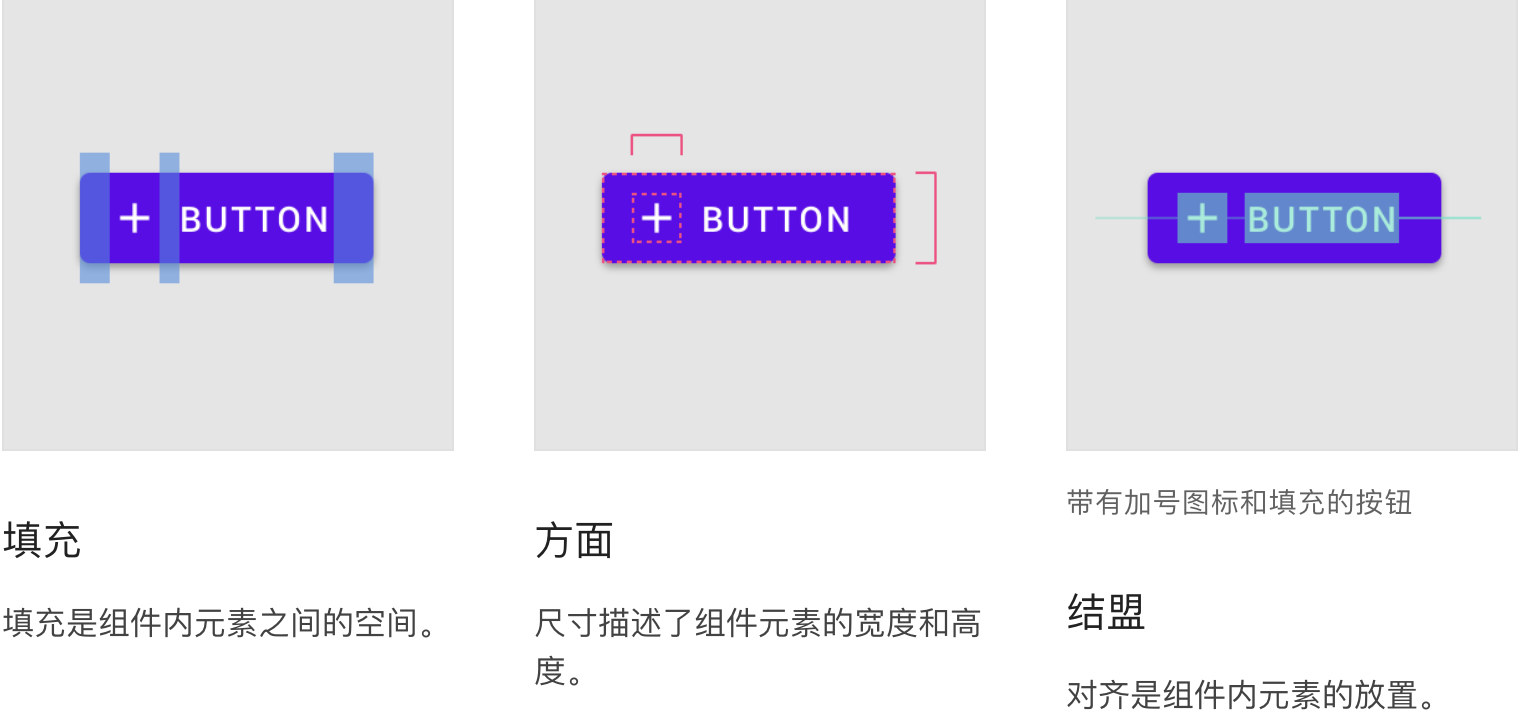 BUTTON
填充
填充是组件内元素之间的空间。
BUTTON
方面
尺寸描述了组件元素的宽度和高
度。
BUTTON
带有加号图标和填充的按钮
结盟
对齐是组件内元素的放置。